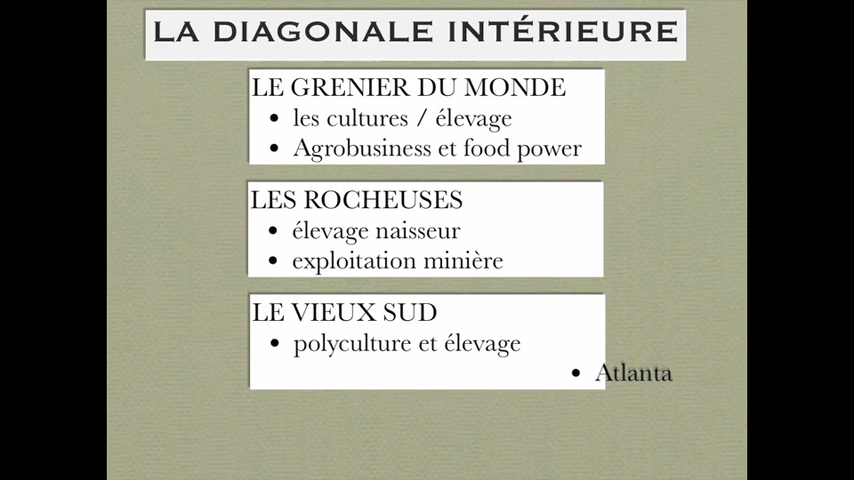 LA DIAGONALE INTÉRIEURE
LE GRENIER DU MONDE
• les cultures / élevage
• Agrobusiness et food power
LES ROCHEUSES
• élevage naisseur
• exploitation minière
LE VIEUX SUD
• polyculture et élevage
• Atlanta